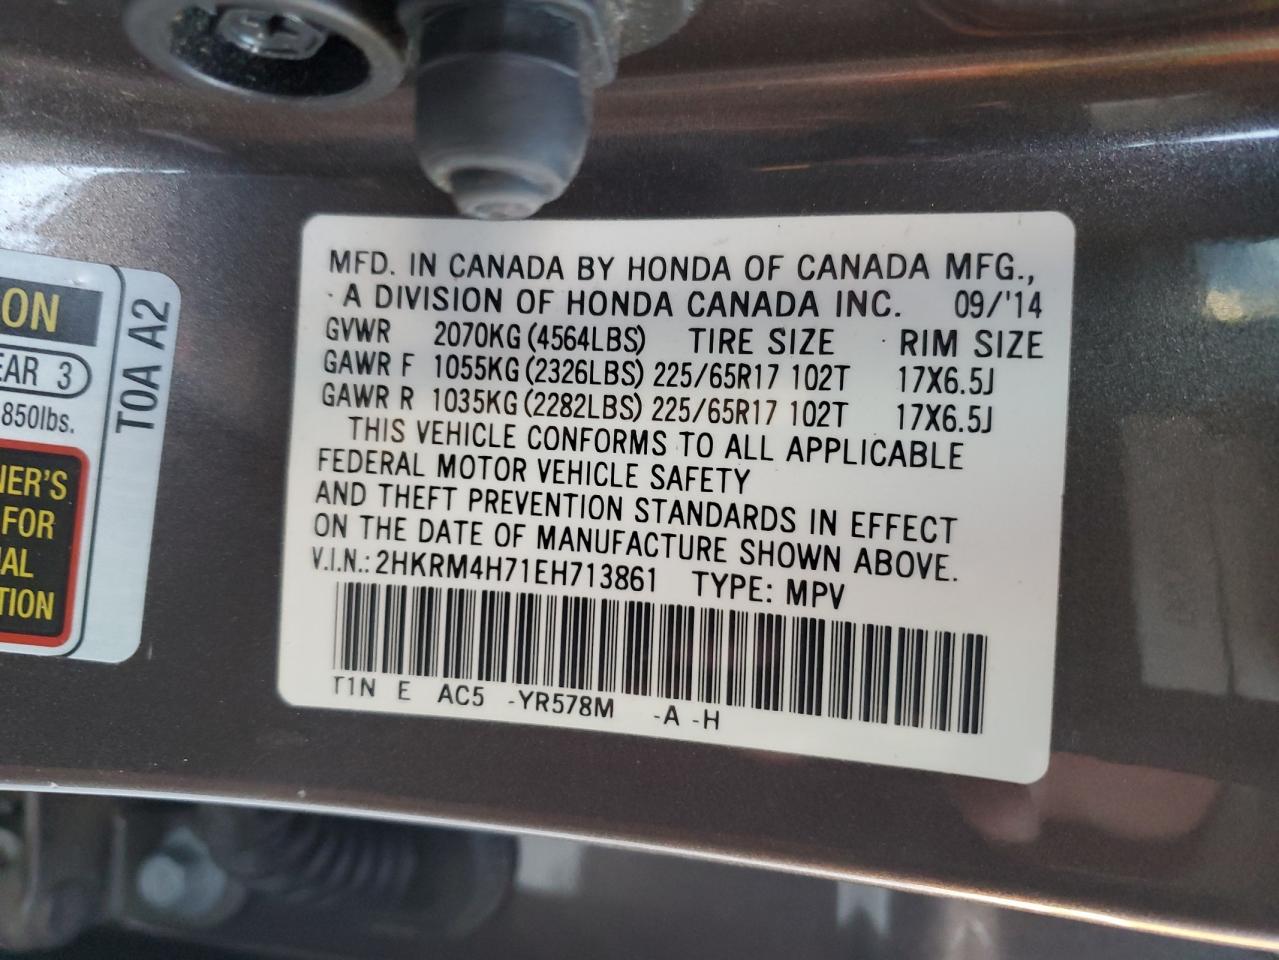 MFD. IN CANADA BY HONDA OF CANADA MFG.,
A DIVISION OF HONDA CANADA INC. 09/'14
GVWR 2070KG (4564LBS) TIRE SIZE RIM SIZE
GAWR F 1055KG (2326LBS) 225/65R17 102T 17X6.5J
GAWR R 1035KG (2282LBS) 225/65R17 102T 17X6.5J
THIS VEHICLE CONFORMS TO ALL APPLICABLE
FEDERAL MOTOR VEHICLE SAFETY
AND THEFT PREVENTION STANDARDS IN EFFECT
ON THE DATE OF MANUFACTURE SHOWN ABOVE.
V.I.N.: 2HKRM4H71EH713861 TYPE: MPV
T1N E AC5 -YR578M -A -H
ON
EAR 3
850lbs.
NER'S
FOR
AL
TION
T0A A2